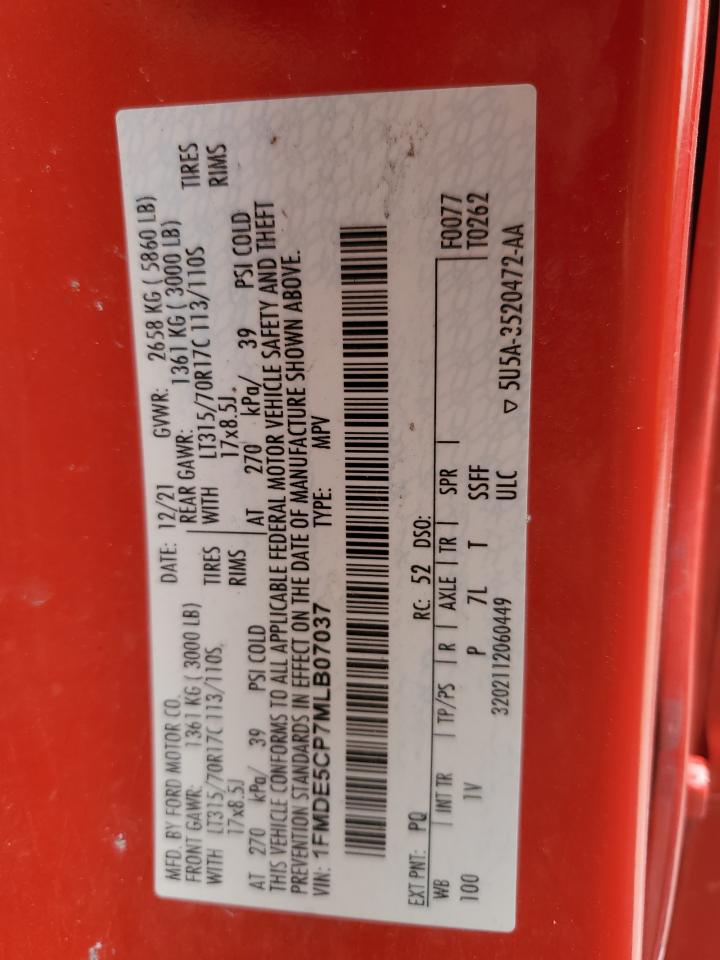 MFD. BY FORD MOTOR CO. DATE: 12/21 GVWR: 2658 KG ( 5860 LB)
FRONT GAWR: 1361 KG ( 3000 LB) REAR GAWR: 1361 KG ( 3000 LB)
WITH LT315/70R17C 113/110S TIRES WITH LT315/70R17C 113/110S TIRES
17x8.5J RIMS 17x8.5J RIMS
AT 270 kPa/ 39 PSI COLD AT 270 kPa/ 39 PSI COLD
THIS VEHICLE CONFORMS TO ALL APPLICABLE FEDERAL MOTOR VEHICLE SAFETY AND THEFT
PREVENTION STANDARDS IN EFFECT ON THE DATE OF MANUFACTURE SHOWN ABOVE.
VIN: 1FMDE5CP7MLB07037 TYPE: MPV
EXT PNT: PQ RC: 52 DSO:
WB INT TR TP/PS R AXLE TR SPR F0077
100 1V P 7L T SSFF T0262
3202112060449 ULC ▽ 5U5A-3520472-AA